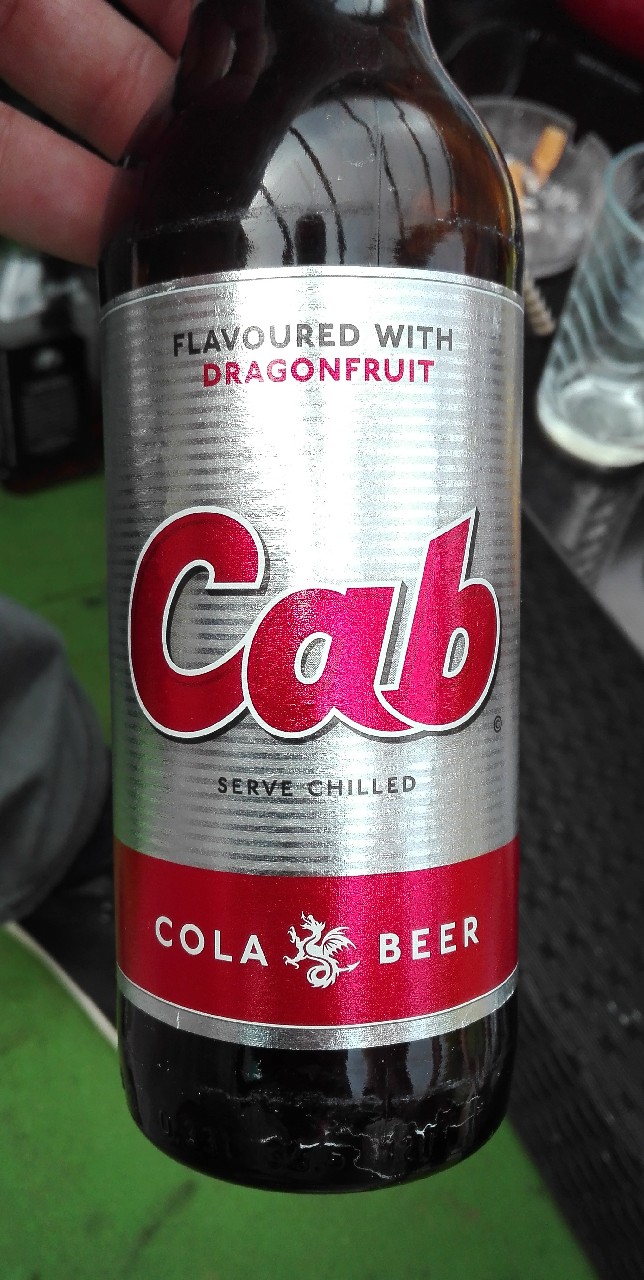 FLAVOURED WITH
DRAGONFRUIT
Cab
©
SERVE CHILLED
COLA BEER